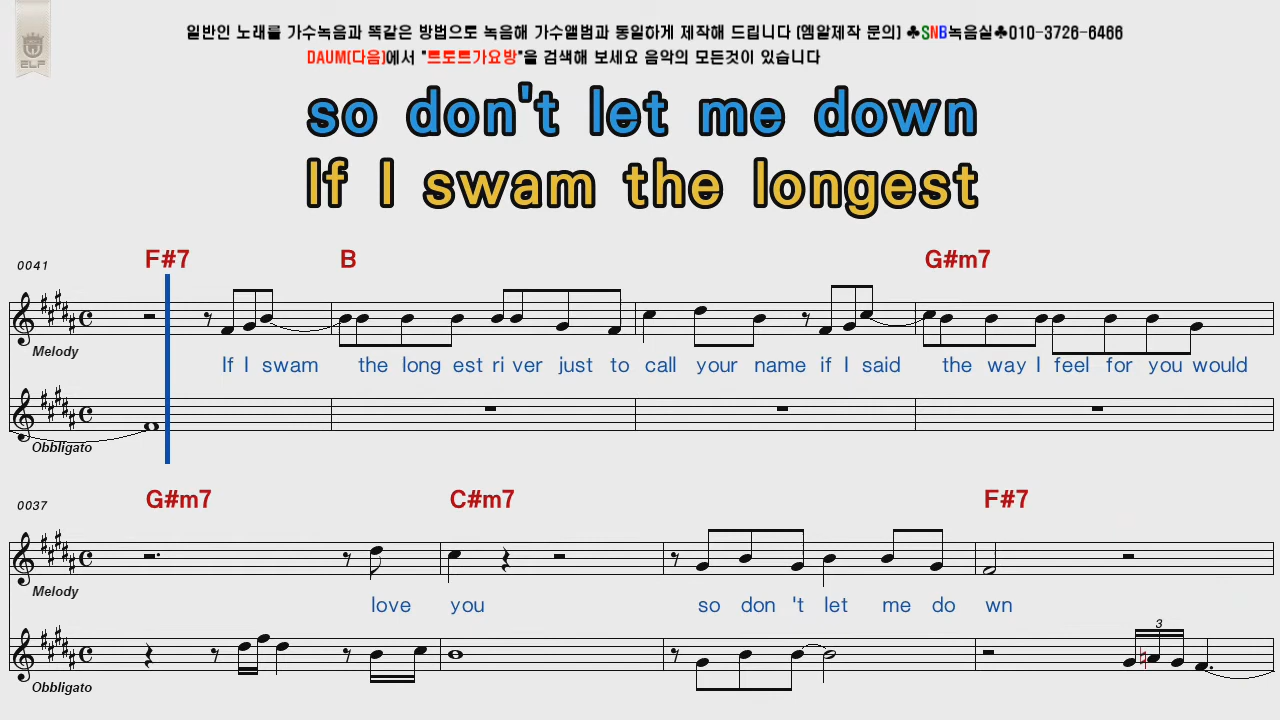 일반인 노래를 가수녹음과 똑같은 방법으로 녹음해 가수앨범과 동일하게 제작해 드립니다 (엠알제작 문의) ♣SNB녹음실♣010-3726-6466
DAUM(다음)에서 "트로트가요방"을 검색해 보세요 음악의 모든것이 있습니다
ELF
so don't let me down
If I swam the longest
0041 F#7 B G#m7
Melody
If I swam the long est ri ver just to call your name if I said the way I feel for you would
Obbligato
0037 G#m7 C#m7 F#7
Melody
love you so don 't let me do wn
3
Obbligato